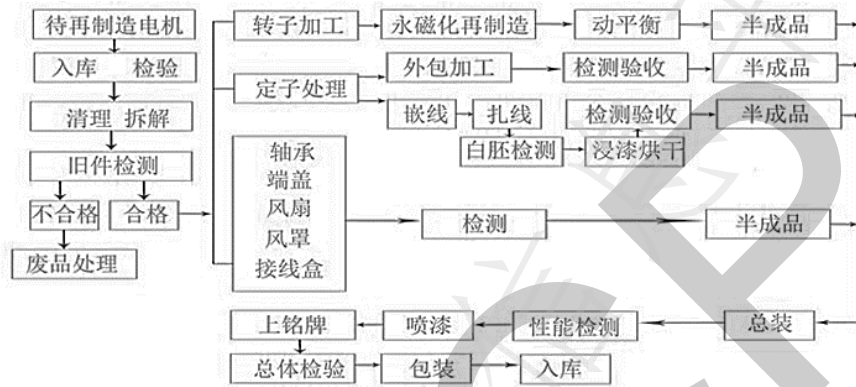 待再制造电机
入库 检验
清理 拆解
旧件检测
不合格
合格
废品处理
转子加工
永磁化再制造
动平衡
半成品
定子处理
外包加工
检测验收
半成品
嵌线
扎线
白胚检测
浸漆烘干
检测验收
半成品
轴承
端盖
风扇
风罩
接线盒
检测
半成品
总装
性能检测
喷漆
上铭牌
总体检验
包装
入库